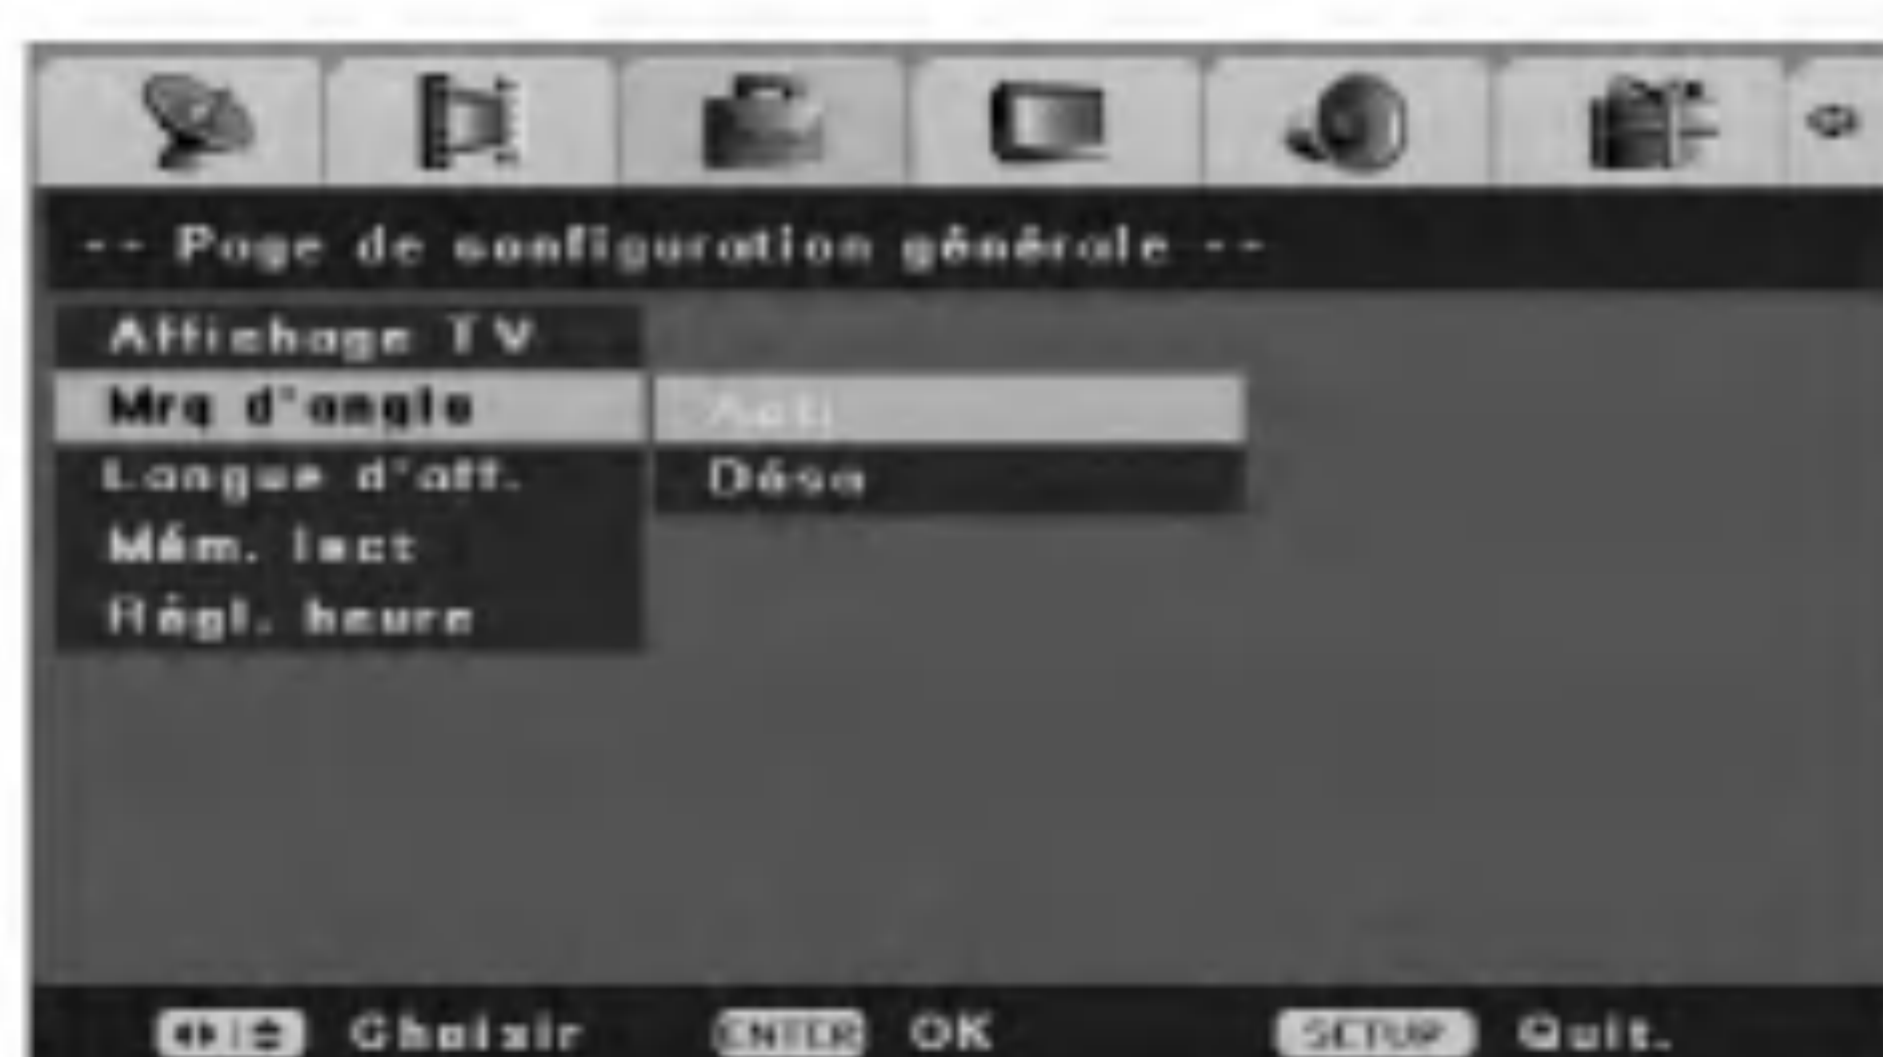 -- Page de configuration générale --
Affichage TV
Mrq d'angle
Acti
Langue d'aff.
Désa
Mém. lect
Régl. heure
Choisir ENTER OK SETUP Quit.